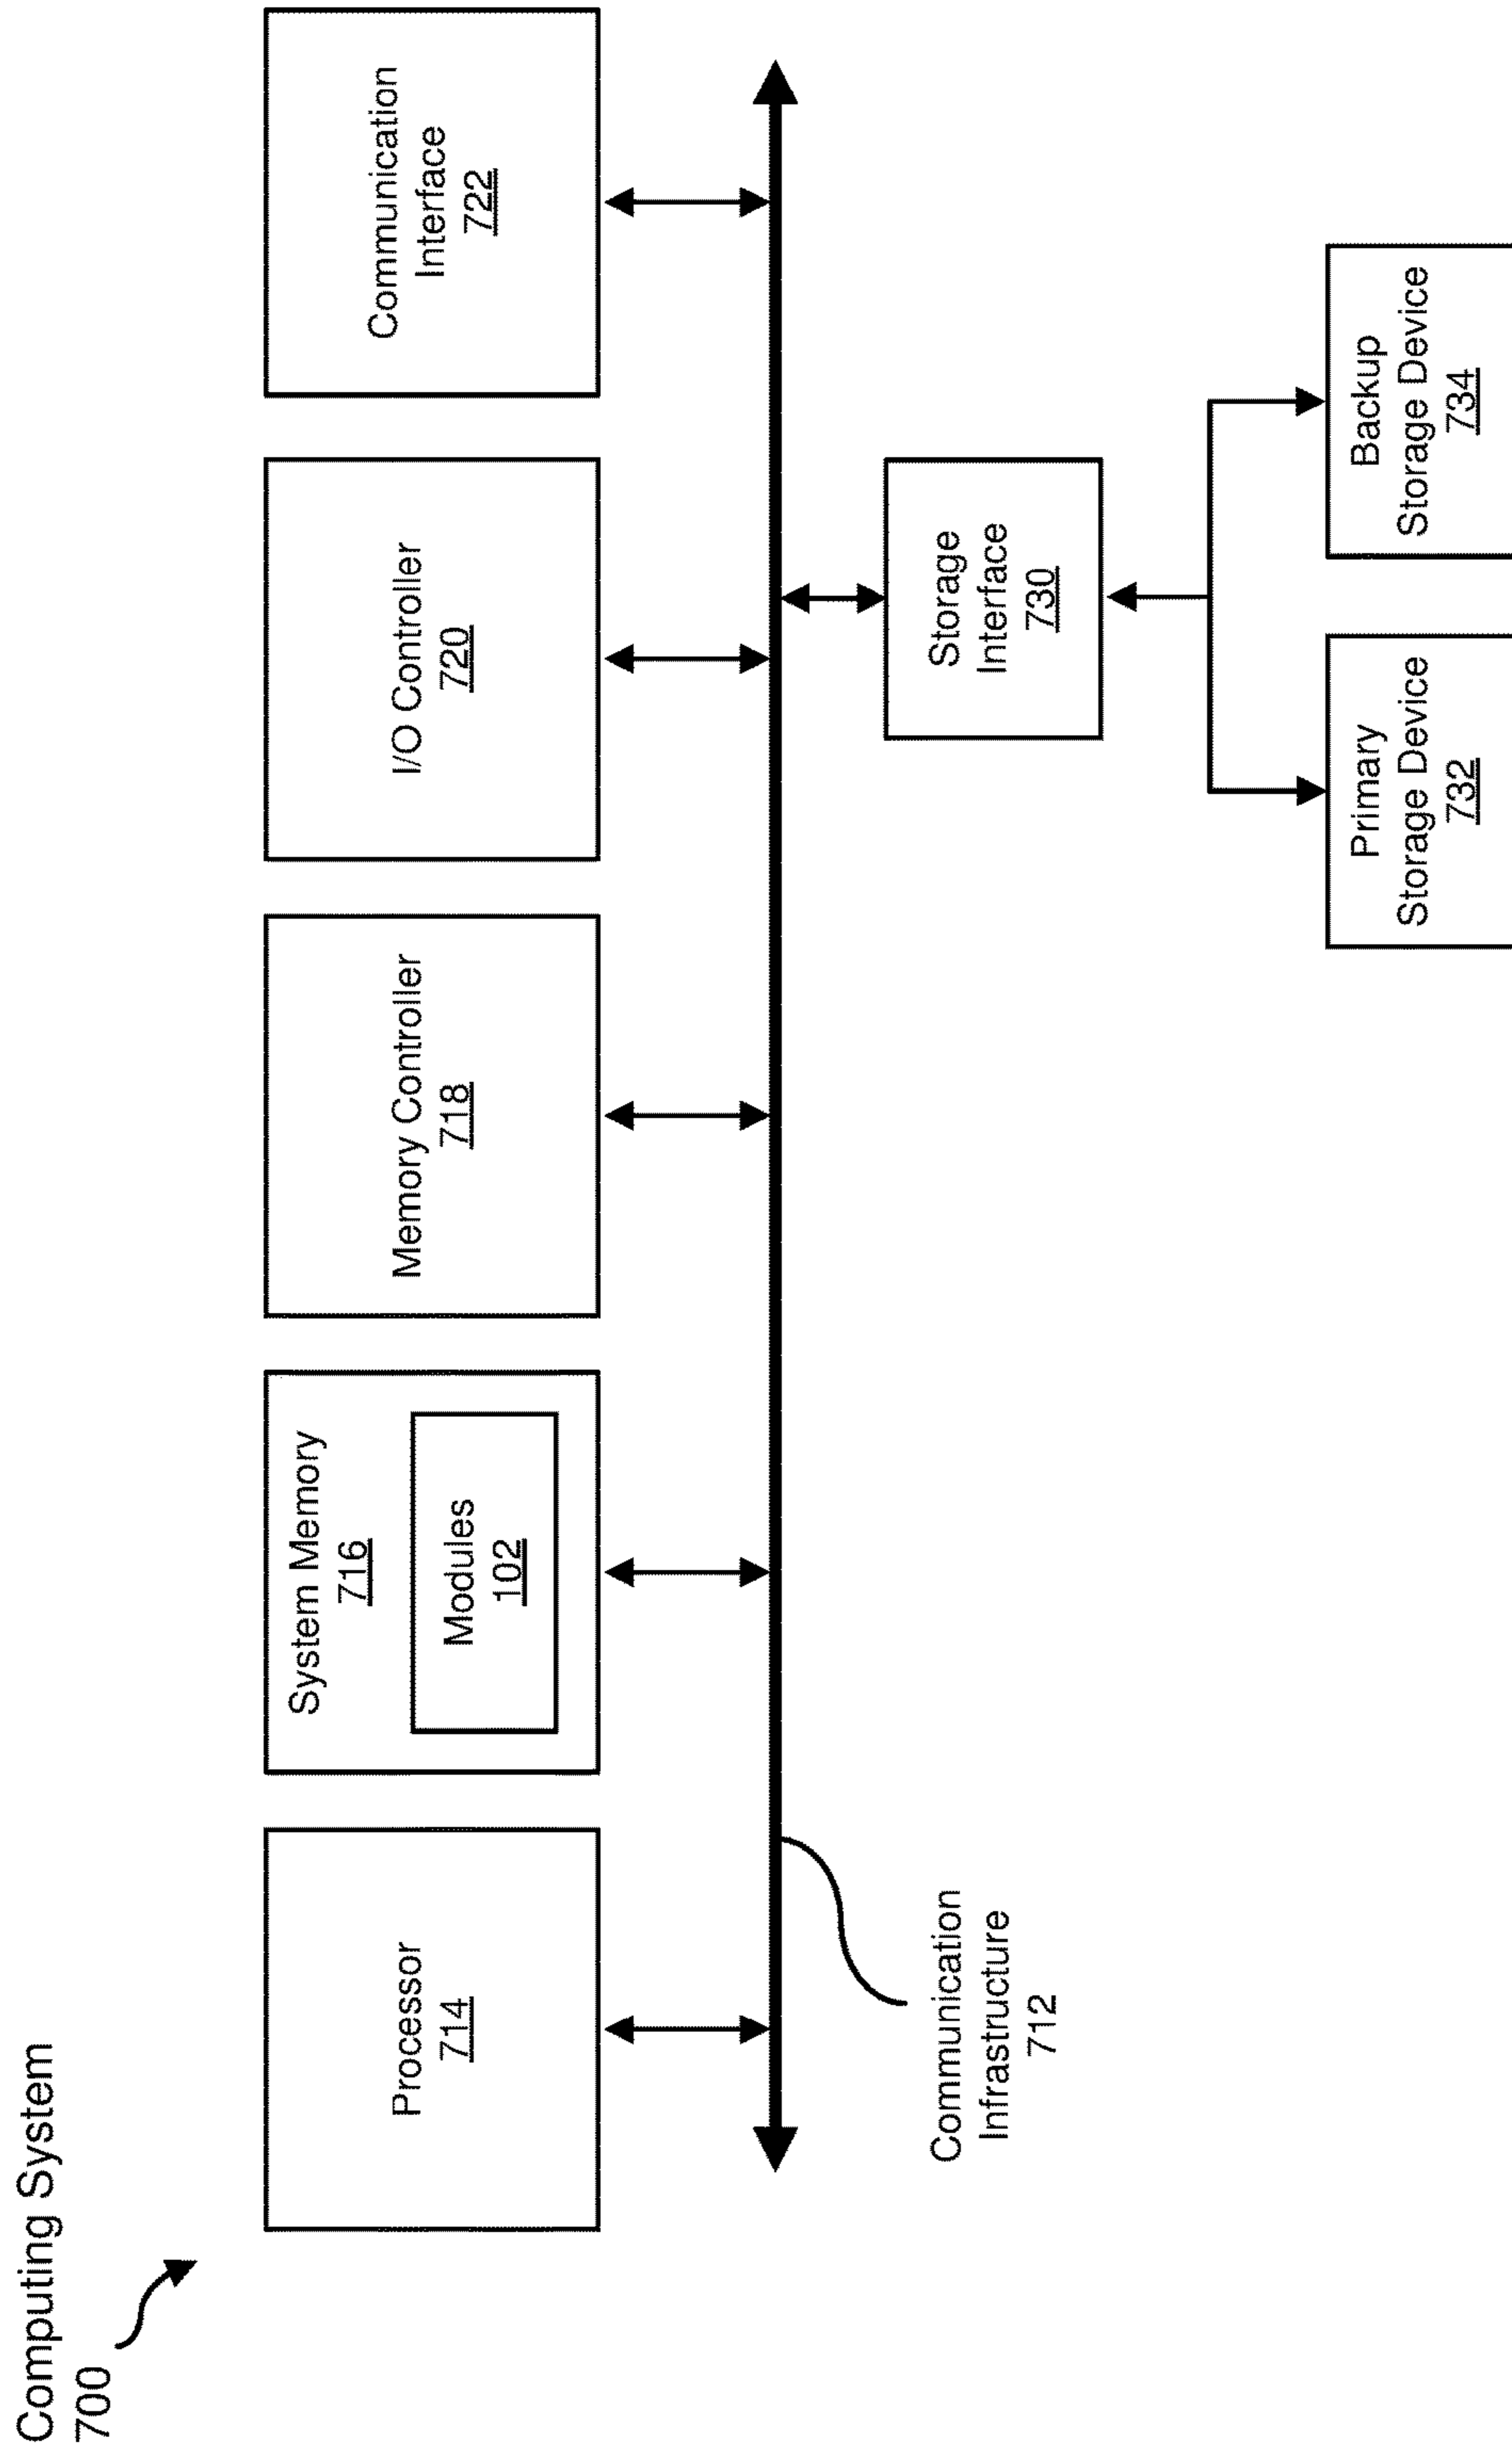 Computing System
700
Processor
714
System Memory
716
Modules
102
Memory Controller
718
I/O Controller
720
Communication
Interface
722
Communication
Infrastructure
712
Storage
Interface
730
Primary
Storage Device
732
Backup
Storage Device
734